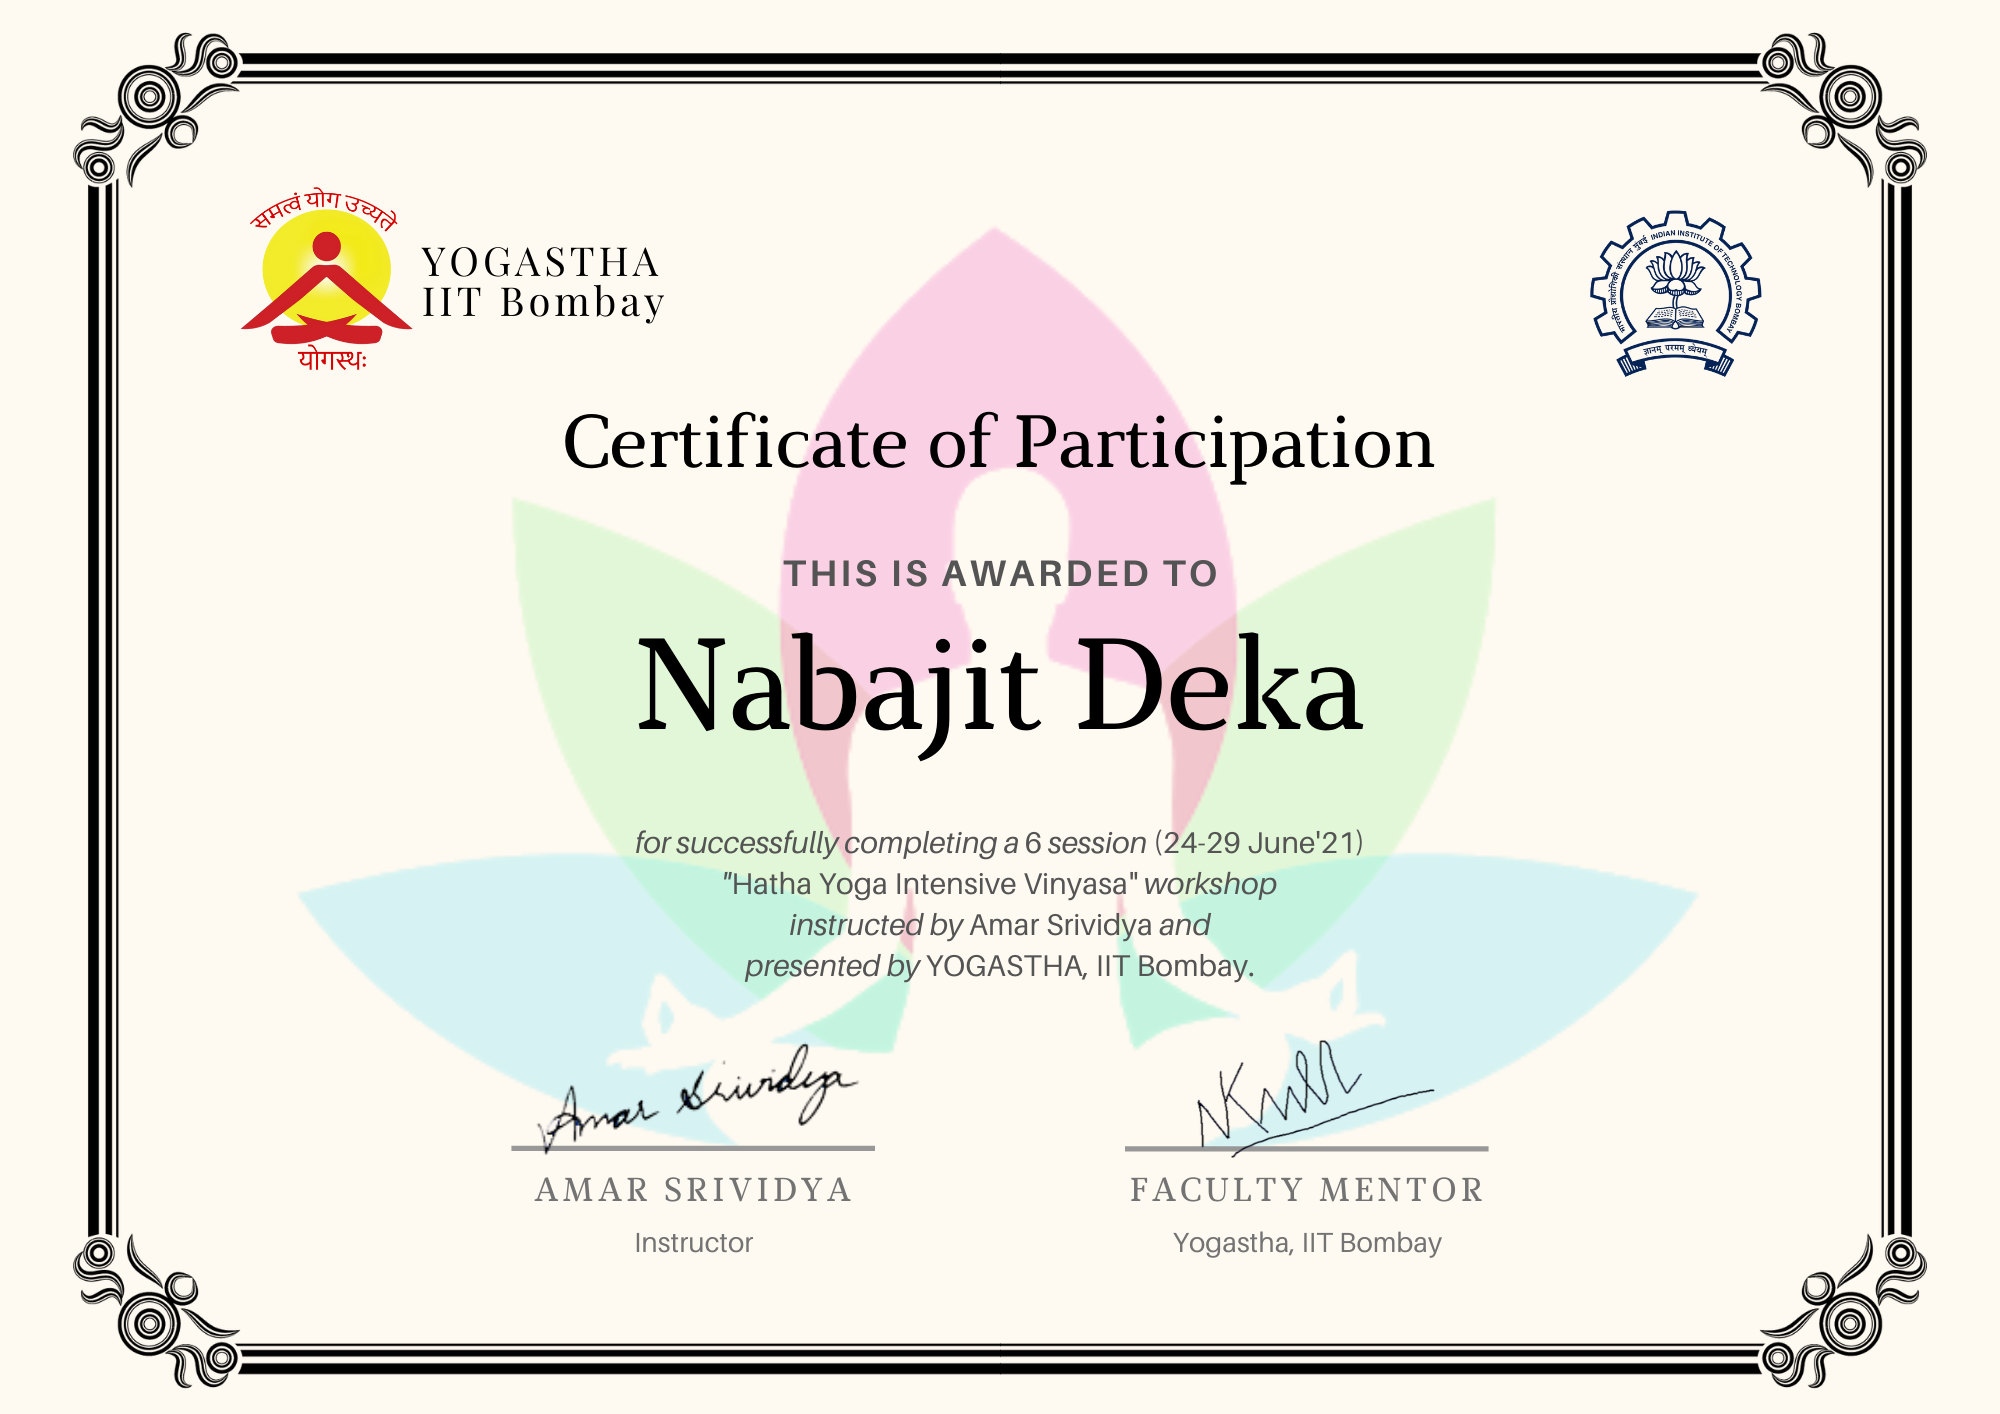 समत्वं योग उच्यते
YOGASTHA
IIT Bombay
योगस्थः
भारतीय प्रौद्योगिकी संस्थान मुंबई INDIAN INSTITUTE OF TECHNOLOGY BOMBAY
ज्ञानम् परमम् ध्येयम्
Certificate of Participation
THIS IS AWARDED TO
Nabajit Deka
for successfully completing a 6 session (24-29 June'21)
"Hatha Yoga Intensive Vinyasa" workshop
instructed by Amar Srividya and
presented by YOGASTHA, IIT Bombay.
Amar Srividya
AMAR SRIVIDYA
FACULTY MENTOR
Instructor
Yogastha, IIT Bombay